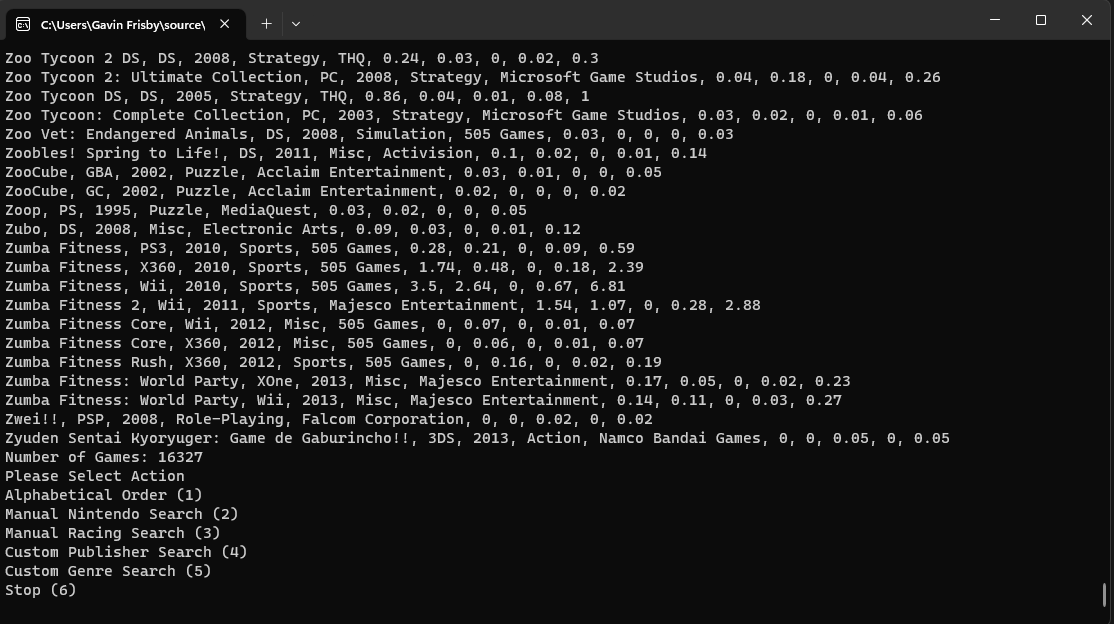 C:\Users\Gavin Frisby\source\
Zoo Tycoon 2 DS, DS, 2008, Strategy, THQ, 0.24, 0.03, 0, 0.02, 0.3
Zoo Tycoon 2: Ultimate Collection, PC, 2008, Strategy, Microsoft Game Studios, 0.04, 0.18, 0, 0.04, 0.26
Zoo Tycoon DS, DS, 2005, Strategy, THQ, 0.86, 0.04, 0.01, 0.08, 1
Zoo Tycoon: Complete Collection, PC, 2003, Strategy, Microsoft Game Studios, 0.03, 0.02, 0, 0.01, 0.06
Zoo Vet: Endangered Animals, DS, 2008, Simulation, 505 Games, 0.03, 0, 0, 0, 0.03
Zoobles! Spring to Life!, DS, 2011, Misc, Activision, 0.1, 0.02, 0, 0.01, 0.14
ZooCube, GBA, 2002, Puzzle, Acclaim Entertainment, 0.03, 0.01, 0, 0, 0.05
ZooCube, GC, 2002, Puzzle, Acclaim Entertainment, 0.02, 0, 0, 0, 0.02
Zoop, PS, 1995, Puzzle, MediaQuest, 0.03, 0.02, 0, 0, 0.05
Zubo, DS, 2008, Misc, Electronic Arts, 0.09, 0.03, 0, 0.01, 0.12
Zumba Fitness, PS3, 2010, Sports, 505 Games, 0.28, 0.21, 0, 0.09, 0.59
Zumba Fitness, X360, 2010, Sports, 505 Games, 1.74, 0.48, 0, 0.18, 2.39
Zumba Fitness, Wii, 2010, Sports, 505 Games, 3.5, 2.64, 0, 0.67, 6.81
Zumba Fitness 2, Wii, 2011, Sports, Majesco Entertainment, 1.54, 1.07, 0, 0.28, 2.88
Zumba Fitness Core, Wii, 2012, Misc, 505 Games, 0, 0.07, 0, 0.01, 0.07
Zumba Fitness Core, X360, 2012, Misc, 505 Games, 0, 0.06, 0, 0.01, 0.07
Zumba Fitness Rush, X360, 2012, Sports, 505 Games, 0, 0.16, 0, 0.02, 0.19
Zumba Fitness: World Party, XOne, 2013, Misc, Majesco Entertainment, 0.17, 0.05, 0, 0.02, 0.23
Zumba Fitness: World Party, Wii, 2013, Misc, Majesco Entertainment, 0.14, 0.11, 0, 0.03, 0.27
Zwei!!, PSP, 2008, Role-Playing, Falcom Corporation, 0, 0, 0.02, 0, 0.02
Zyuden Sentai Kyoryuger: Game de Gaburincho!!, 3DS, 2013, Action, Namco Bandai Games, 0, 0, 0.05, 0, 0.05
Number of Games: 16327
Please Select Action
Alphabetical Order (1)
Manual Nintendo Search (2)
Manual Racing Search (3)
Custom Publisher Search (4)
Custom Genre Search (5)
Stop (6)